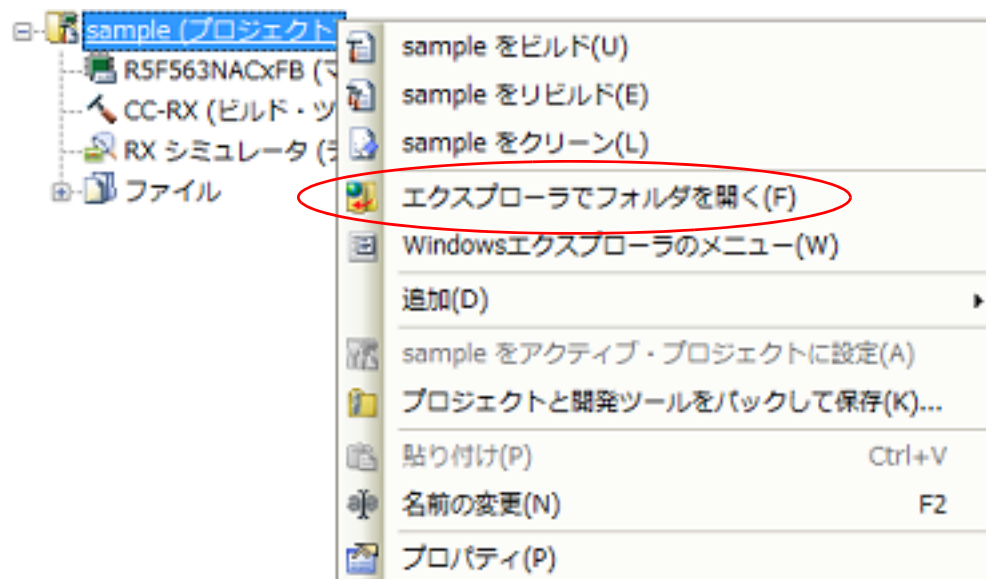 sample (プロジェクト
R5F563NACxFB (マ
CC-RX (ビルド・ツ
RX シミュレータ (デ
ファイル
sample をビルド(U)
sample をリビルド(E)
sample をクリーン(L)
エクスプローラでフォルダを開く(F)
Windowsエクスプローラのメニュー(W)
追加(D)
sample をアクティブ・プロジェクトに設定(A)
プロジェクトと開発ツールをパックして保存(K)...
貼り付け(P) Ctrl+V
名前の変更(N) F2
プロパティ(P)